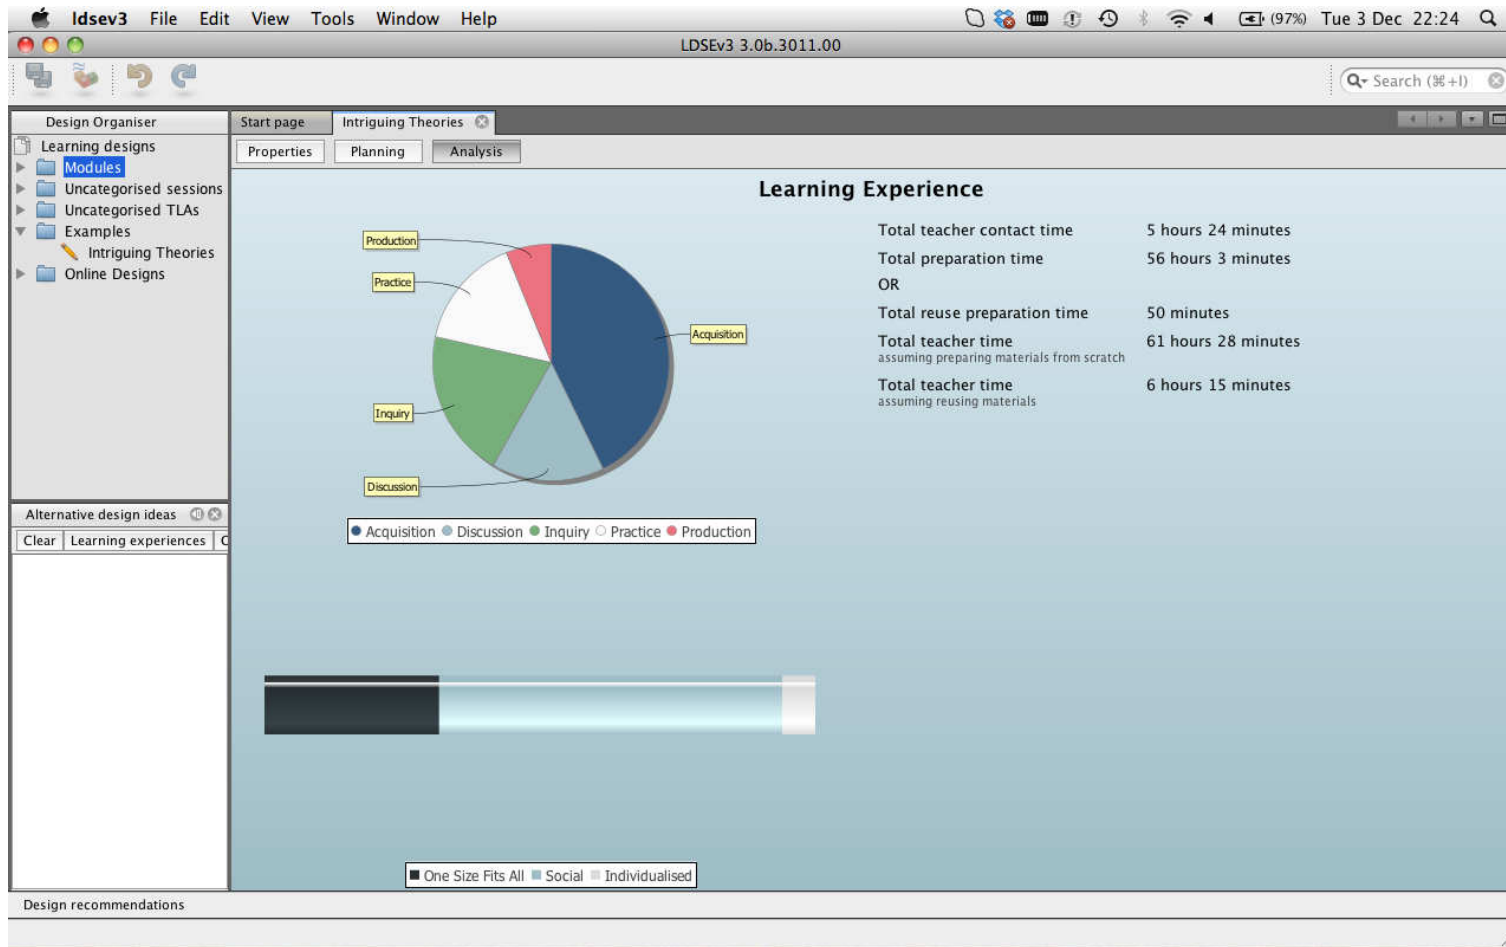 ldsev3 File Edit View Tools Window Help (97%) Tue 3 Dec 22:24
LDSEv3 3.0b.3011.00
Search (⌘+I)
Design Organiser
Learning designs
Modules
Uncategorised sessions
Uncategorised TLAs
Examples
Intriguing Theories
Online Designs
Alternative design ideas
Clear Learning experiences
Start page Intriguing Theories
Properties Planning Analysis
Learning Experience
Production
Practice
Acquisition
Inquiry
Discussion
Acquisition Discussion Inquiry Practice Production
Total teacher contact time 5 hours 24 minutes
Total preparation time 56 hours 3 minutes
OR
Total reuse preparation time 50 minutes
Total teacher time 61 hours 28 minutes
assuming preparing materials from scratch
Total teacher time 6 hours 15 minutes
assuming reusing materials
One Size Fits All Social Individualised
Design recommendations